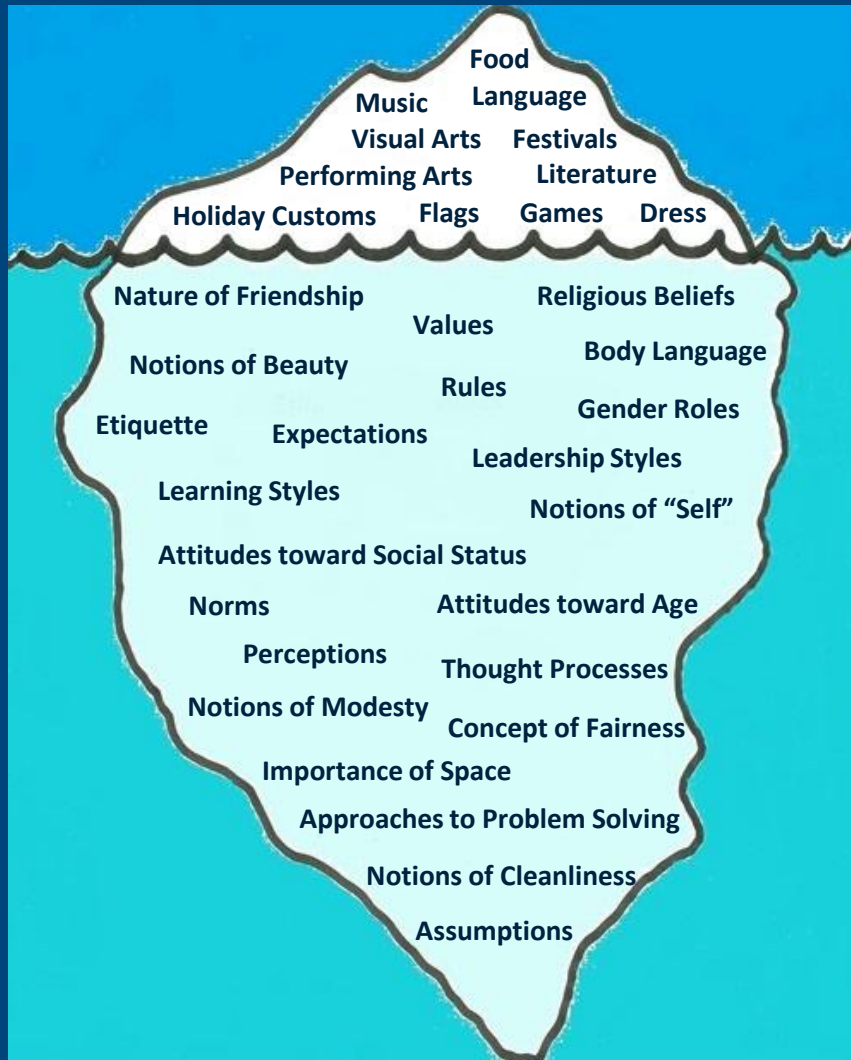 Food
Music
Language
Visual Arts
Festivals
Performing Arts
Literature
Holiday Customs
Flags
Games
Dress
Nature of Friendship
Religious Beliefs
Values
Body Language
Notions of Beauty
Rules
Gender Roles
Etiquette
Expectations
Leadership Styles
Learning Styles
Notions of “Self”
Attitudes toward Social Status
Norms
Attitudes toward Age
Perceptions
Thought Processes
Notions of Modesty
Concept of Fairness
Importance of Space
Approaches to Problem Solving
Notions of Cleanliness
Assumptions